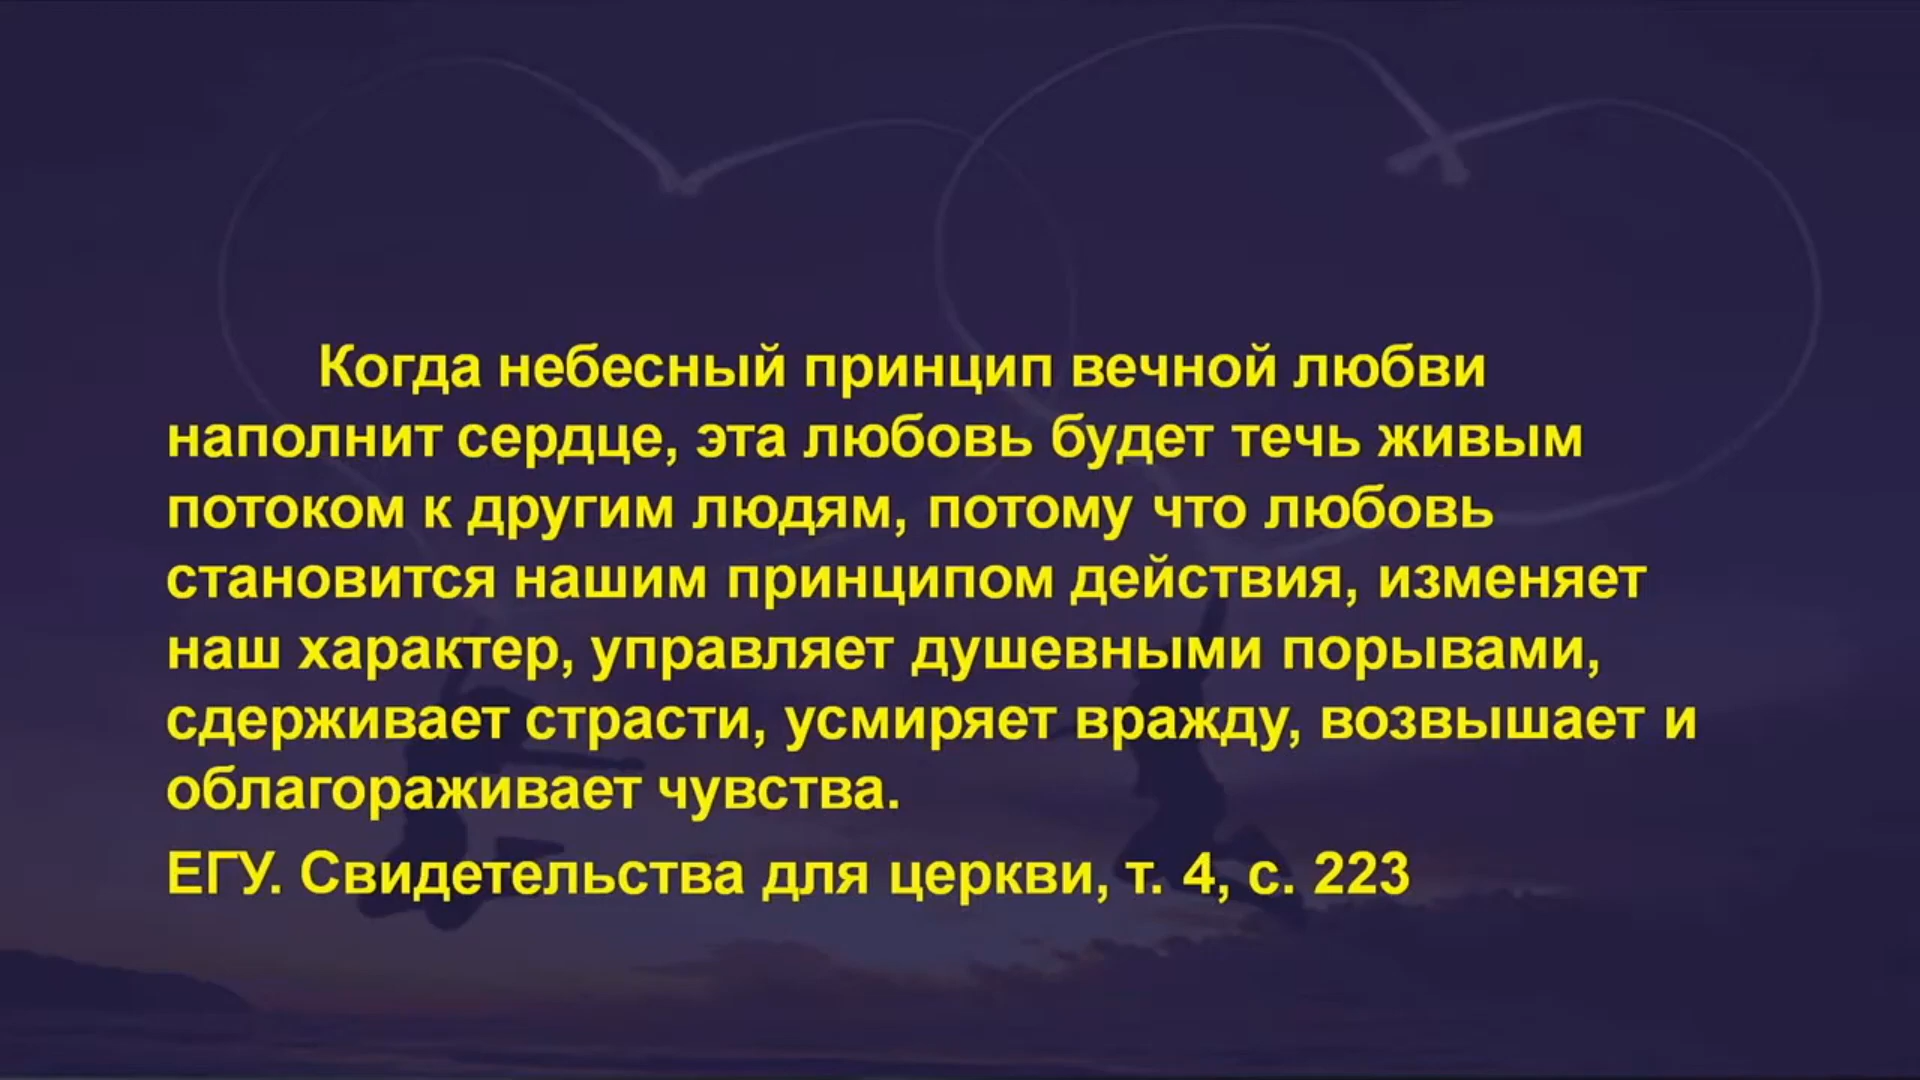 Когда небесный принцип вечной любви
наполнит сердце, эта любовь будет течь живым
потоком к другим людям, потому что любовь
становится нашим принципом действия, изменяет
наш характер, управляет душевными порывами,
сдерживает страсти, усмиряет вражду, возвышает и
облагораживает чувства.
ЕГУ. Свидетельства для церкви, т. 4, с. 223